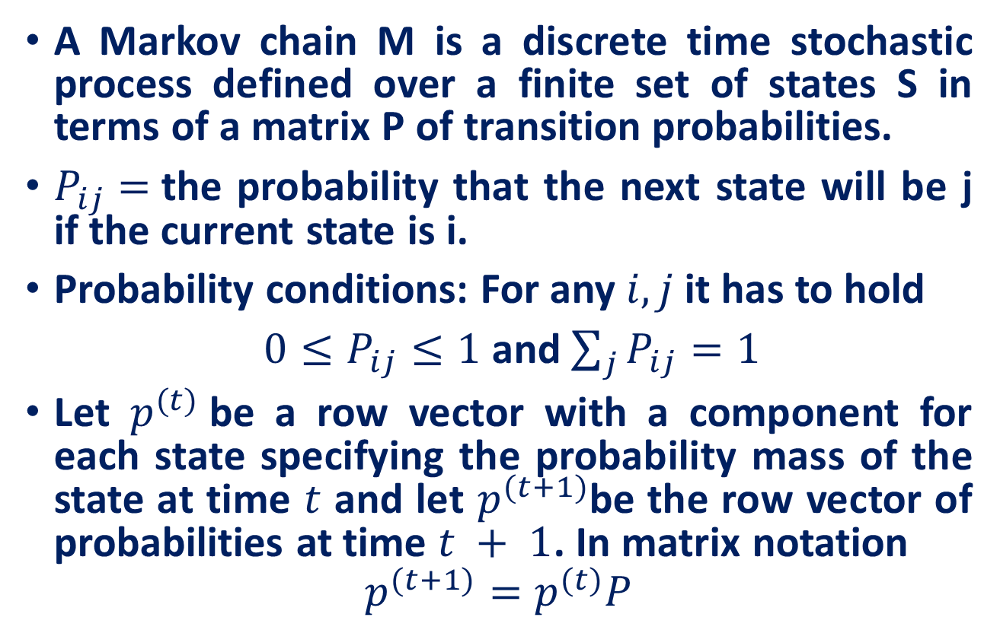 • A Markov chain M is a discrete time stochastic
process defined over a finite set of states S in
terms of a matrix P of transition probabilities.
• $P_{ij}$ = the probability that the next state will be j
if the current state is i.
• Probability conditions: For any $i, j$ it has to hold
$0 \leq P_{ij} \leq 1$ and $\sum_j P_{ij} = 1$
• Let $p^{(t)}$ be a row vector with a component for
each state specifying the probability mass of the
state at time $t$ and let $p^{(t+1)}$be the row vector of
probabilities at time $t + 1$. In matrix notation
$p^{(t+1)} = p^{(t)}P$